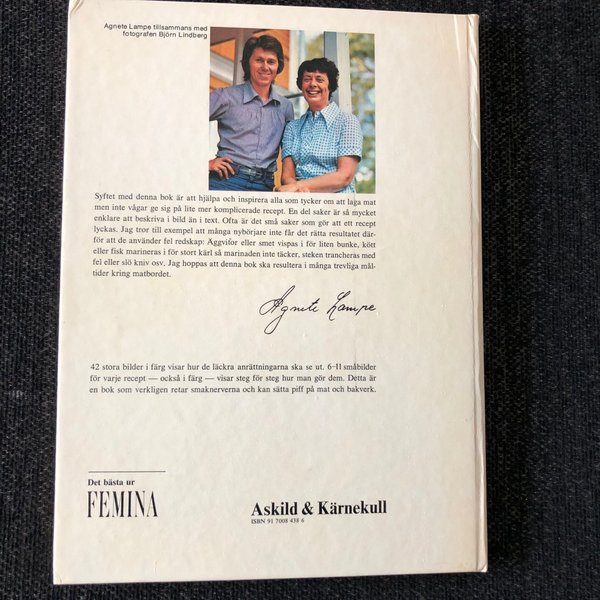 Agnete Lampe tillsammans med
fotografen Björn Lindberg
Syftet med denna bok är att hjälpa och inspirera alla som tycker om att laga mat
men inte vågar ge sig på lite mer komplicerade recept. En del saker är så mycket
enklare att beskriva i bild än i text. Ofta är det små saker som gör att ett recept
lyckas. Jag tror till exempel att många nybörjare inte får det rätta resultatet där-
för att de använder fel redskap: Äggvitor eller smet vispas i för liten bunke, kött
eller fisk marineras i för stort kärl så marinaden inte täcker, steken trancheras med
fel eller slö kniv osv. Jag hoppas att denna bok ska resultera i många trevliga mål-
tider kring matbordet.
Agnete Lampe
42 stora bilder i färg visar hur de läckra anrättningarna ska se ut. 6–11 småbilder
för varje recept — också i färg — visar steg för steg hur man gör dem. Detta är
en bok som verkligen retar smaknerverna och kan sätta piff på mat och bakverk.
Det bästa ur
FEMINA
Askild & Kärnekull
ISBN 91 7008 438 6